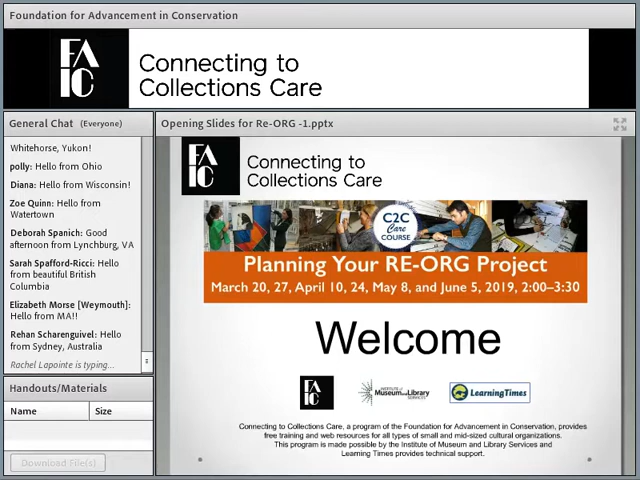 Foundation for Advancement in Conservation
FA
IC
Connecting to
Collections Care
General Chat (Everyone)
Whitehorse, Yukon!
polly: Hello from Ohio
Diana: Hello from Wisconsin!
Zoe Quinn: Hello from
Watertown
Deborah Spanich: Good
afternoon from Lynchburg, VA
Sarah Spafford-Ricci: Hello
from beautiful British
Columbia
Elizabeth Morse [Weymouth]:
Hello from MA!!
Rehan Scharenguivel: Hello
from Sydney, Australia
Rachel Lapointe is typing...
Handouts/Materials
Name Size
Download File(s)
Opening Slides for Re-ORG -1.pptx
FA
IC
Connecting to
Collections Care
C2C
Care
COURSE
Planning Your RE-ORG Project
March 20, 27, April 10, 24, May 8, and June 5, 2019, 2:00–3:30
Welcome
FA
IC
INSTITUTE of
Museum and Library
SERVICES
LearningTimes
Connecting to Collections Care, a program of the Foundation for Advancement in Conservation, provides
free training and web resources for all types of small and mid-sized cultural organizations.
This program is made possible by the Institute of Museum and Library Services and
Learning Times provides technical support.